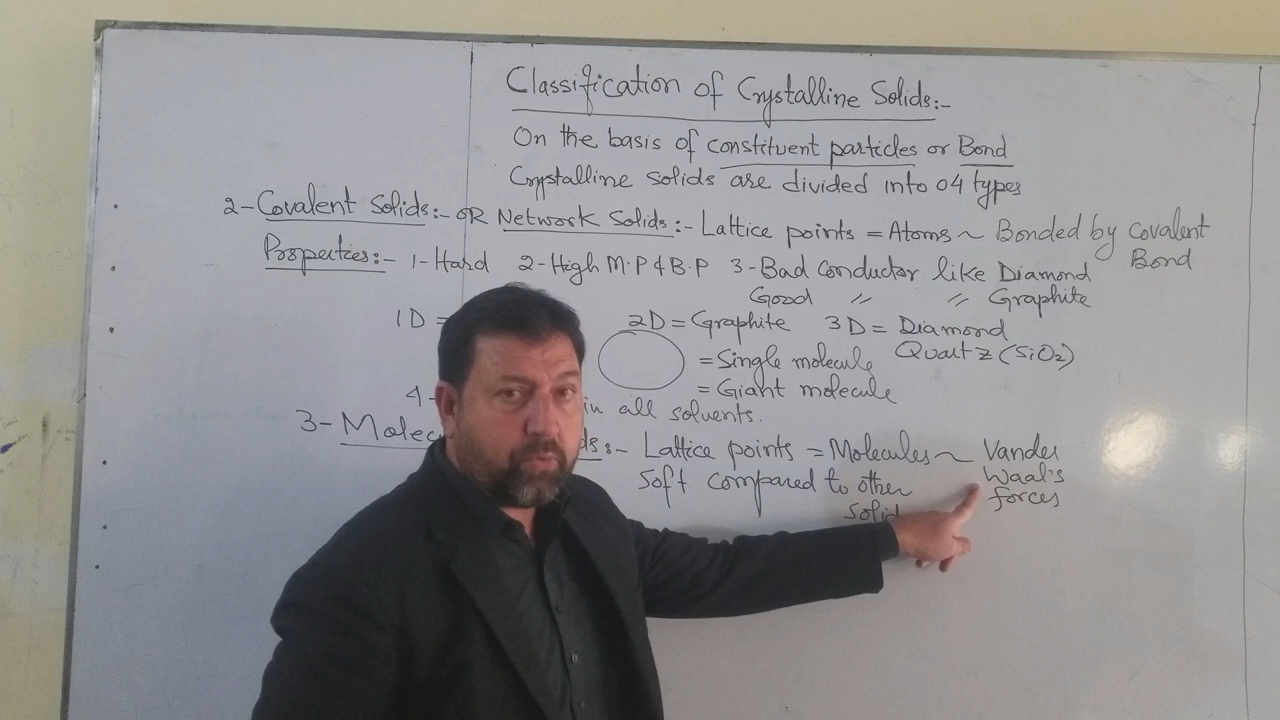 Classification of Crystalline Solids:-
On the basis of constituent particles or Bond
Crystalline solids are divided into 04 types
2-Covalent Solids:- OR Network Solids:- Lattice points = Atoms ~ Bonded by Covalent Bond
Properties:- 1-Hard 2-High M.P & B.P 3-Bad conductor like Diamond
Good " " Graphite
1D = 2D = Graphite 3D = Diamond
Quartz (SiO2)
= Single molecule
= Giant molecule
4- in all solvents.
3-Molec ds:- Lattice points = Molecules ~ Vander Waal's forces
Soft compared to other
Solid